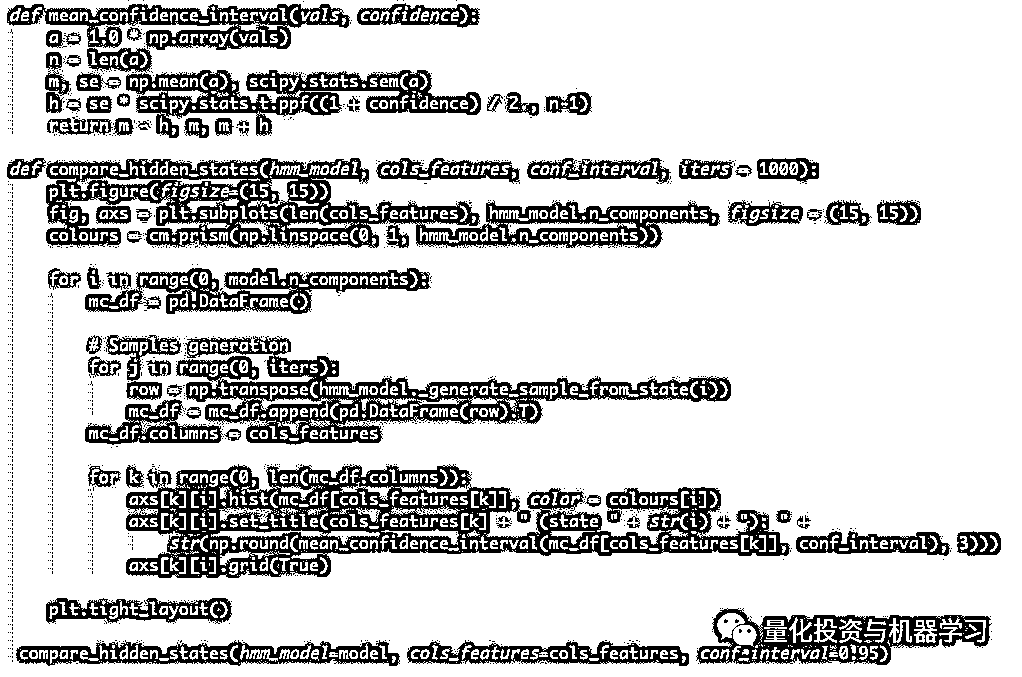 def mean_confidence_interval(vals, confidence):
    a = 1.0 * np.array(vals)
    n = len(a)
    m, se = np.mean(a), scipy.stats.sem(a)
    h = se * scipy.stats.t.ppf((1 + confidence) / 2., n-1)
    return m - h, m, m + h
def compare_hidden_states(hmm_model, cols_features, conf_interval, iters = 1000):
    plt.figure(figsize=(15, 15))
    fig, axs = plt.subplots(len(cols_features), hmm_model.n_components, figsize = (15, 15))
    colours = cm.prism(np.linspace(0, 1, hmm_model.n_components))
    for i in range(0, model.n_components):
        mc_df = pd.DataFrame()
        # Samples generation
        for j in range(0, iters):
            row = np.transpose(hmm_model._generate_sample_from_state(i))
            mc_df = mc_df.append(pd.DataFrame(row).T)
        mc_df.columns = cols_features
        for k in range(0, len(mc_df.columns)):
            axs[k][i].hist(mc_df[cols_features[k]], color = colours[i])
            axs[k][i].set_title(cols_features[k] + " (state " + str(i) + "): " +
                str(np.round(mean_confidence_interval(mc_df[cols_features[k]], conf_interval), 3)))
            axs[k][i].grid(True)
    plt.tight_layout()
量化投资与机器学习
compare_hidden_states(hmm_model=model, cols_features=cols_features, conf_interval=0.95)